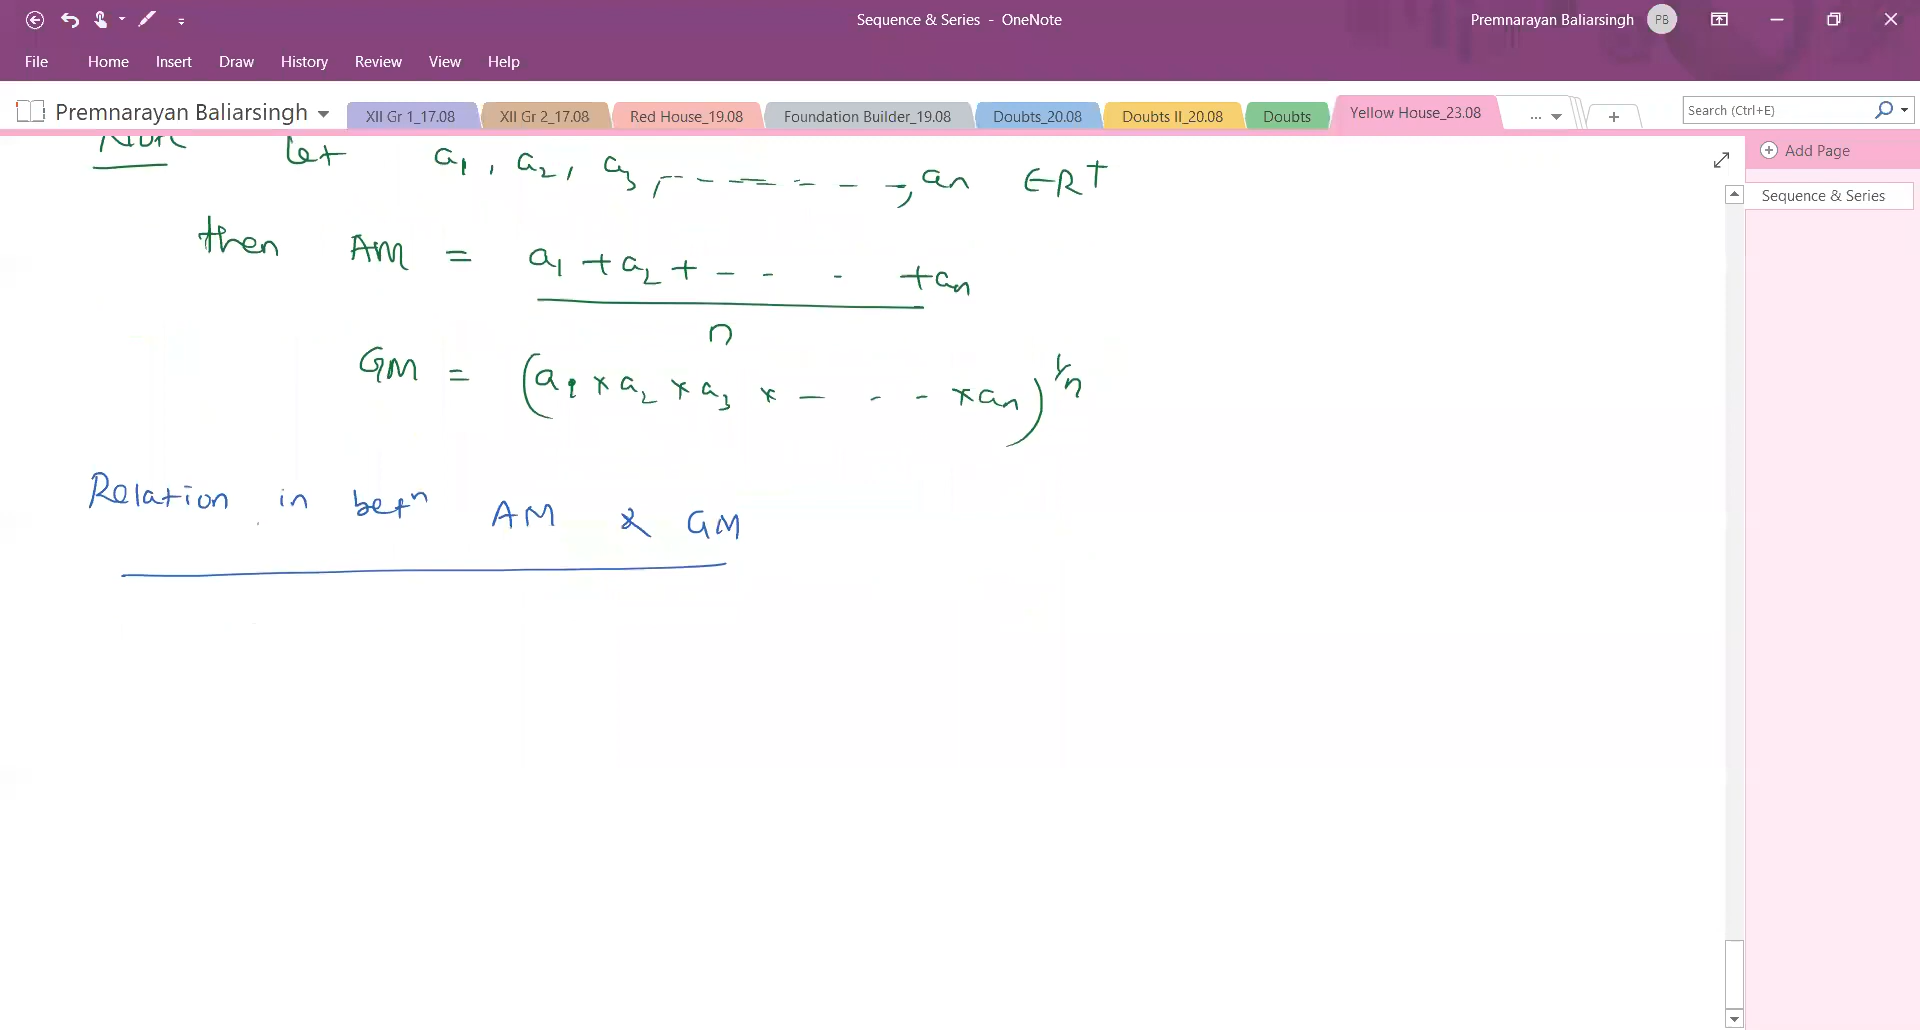 Sequence & Series - OneNote
Premnarayan Baliarsingh PB
File Home Insert Draw History Review View Help
Premnarayan Baliarsingh
XII Gr 1_17.08 XII Gr 2_17.08 Red House_19.08 Foundation Builder_19.08 Doubts_20.08 Doubts II_20.08 Doubts Yellow House_23.08 ...
Search (Ctrl+E)
Add Page
Sequence & Series
let a₁, a₂, a₃, - - - - - - -, an ∈ R⁺
then AM = a₁ + a₂ + - - - + an
n
GM = (a₁ × a₂ × a₃ × - - - × an)^1/n
Relation in betⁿ AM & GM